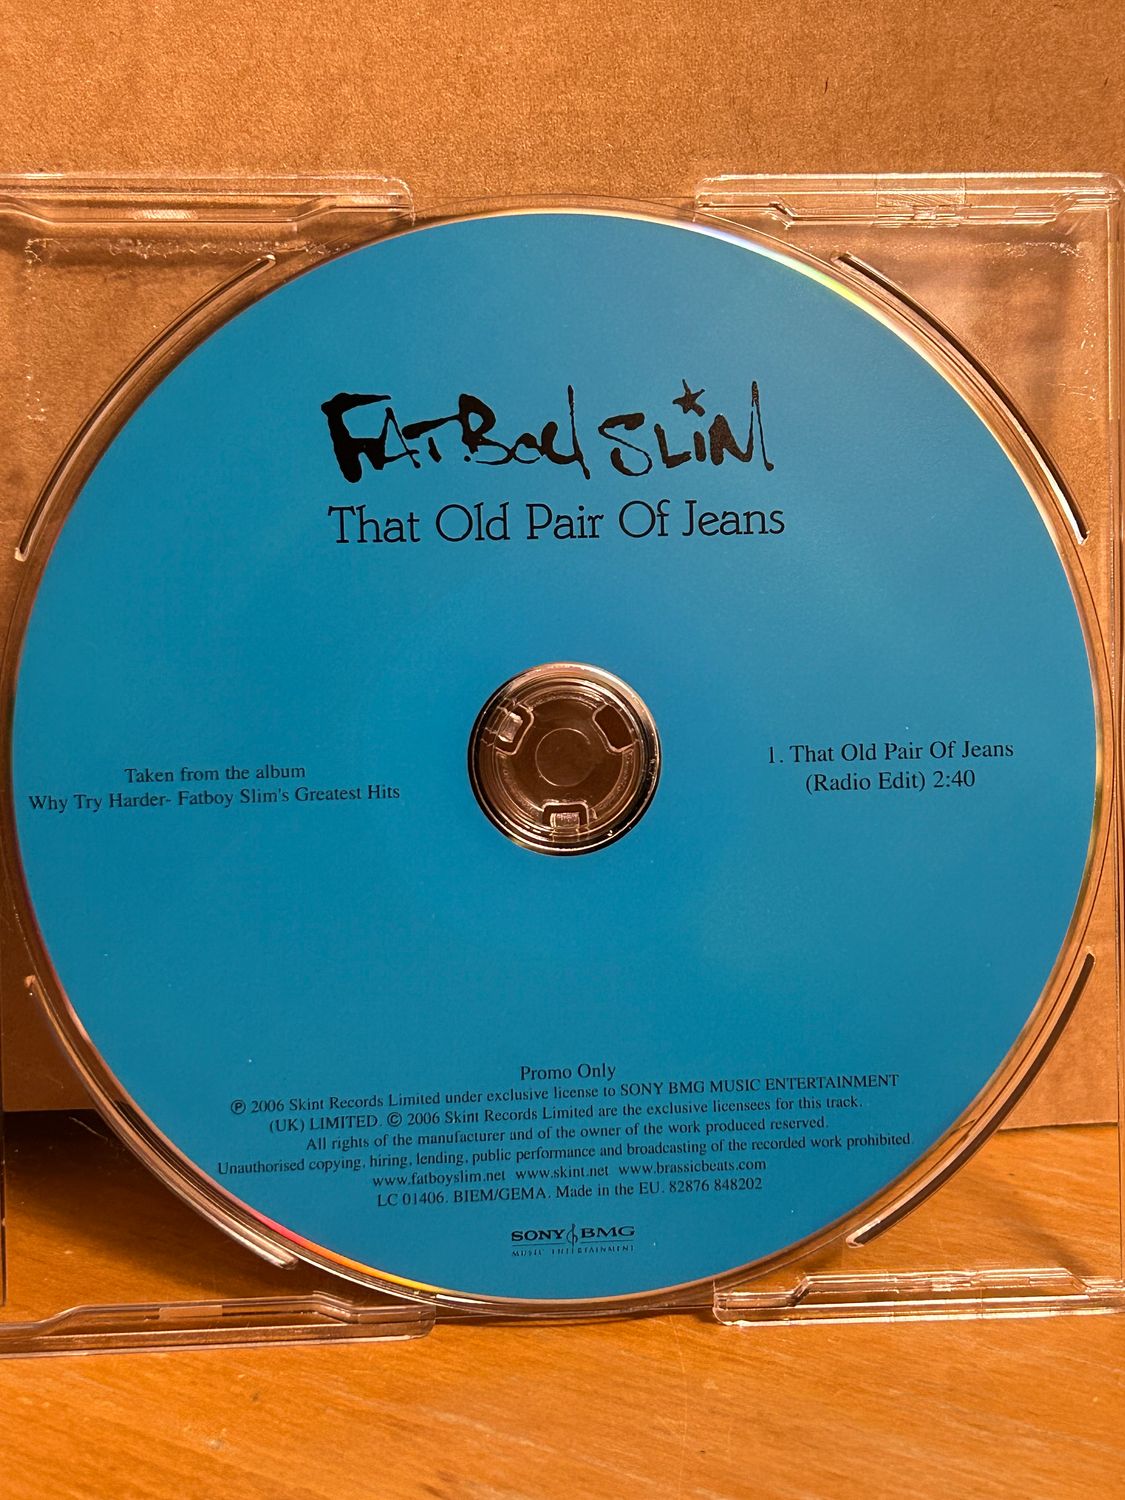 FATBOY SLIM
That Old Pair Of Jeans
Taken from the album
Why Try Harder- Fatboy Slim's Greatest Hits
1. That Old Pair Of Jeans
(Radio Edit) 2:40
Promo Only
℗ 2006 Skint Records Limited under exclusive license to SONY BMG MUSIC ENTERTAINMENT
(UK) LIMITED. © 2006 Skint Records Limited are the exclusive licensees for this track.
All rights of the manufacturer and of the owner of the work produced reserved.
Unauthorised copying, hiring, lending, public performance and broadcasting of the recorded work prohibited.
www.fatboyslim.net www.skint.net www.brassicbeats.com
LC 01406. BIEM/GEMA. Made in the EU. 82876 848202
SONY BMG
MUSIC ENTERTAINMENT